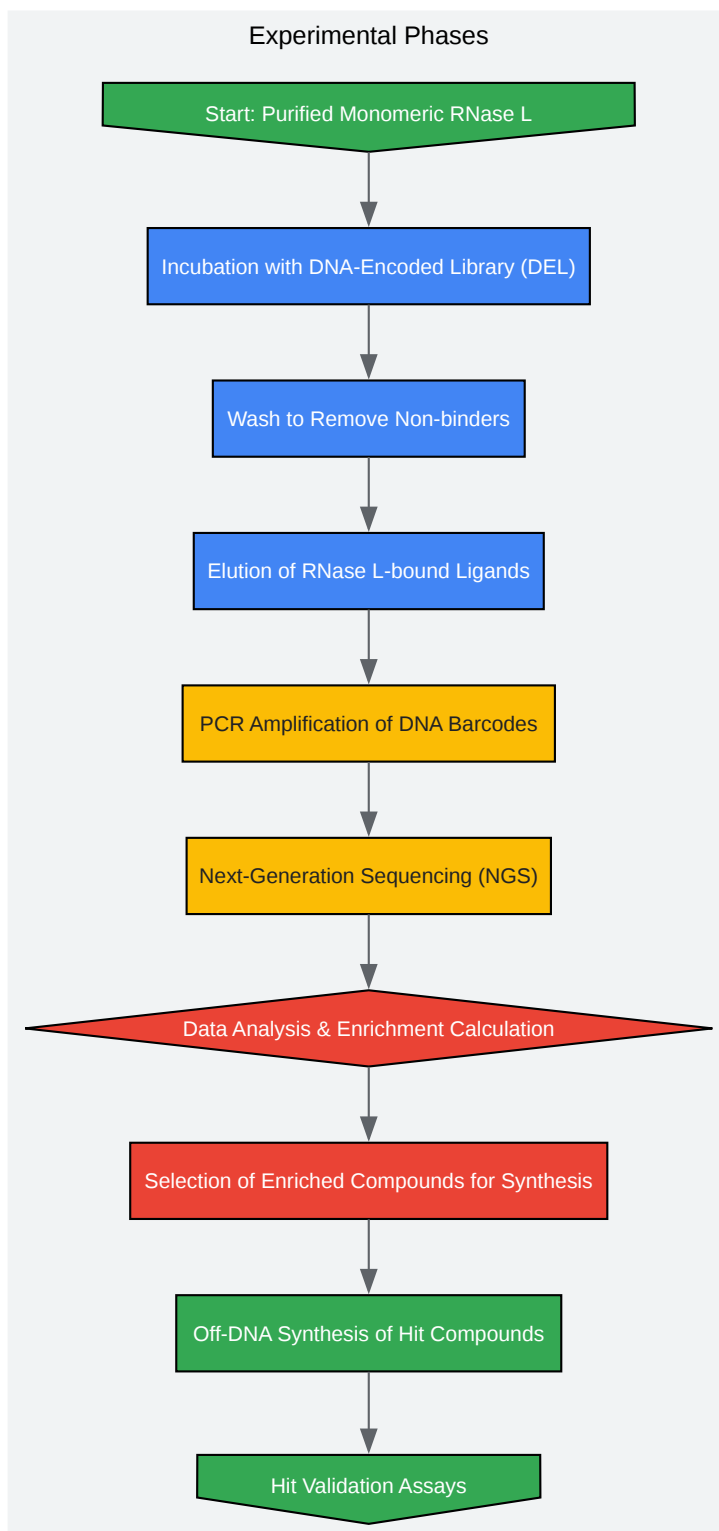 Experimental Phases
Start: Purified Monomeric RNase L
Incubation with DNA-Encoded Library (DEL)
Wash to Remove Non-binders
Elution of RNase L-bound Ligands
PCR Amplification of DNA Barcodes
Next-Generation Sequencing (NGS)
Data Analysis & Enrichment Calculation
Selection of Enriched Compounds for Synthesis
Off-DNA Synthesis of Hit Compounds
Hit Validation Assays